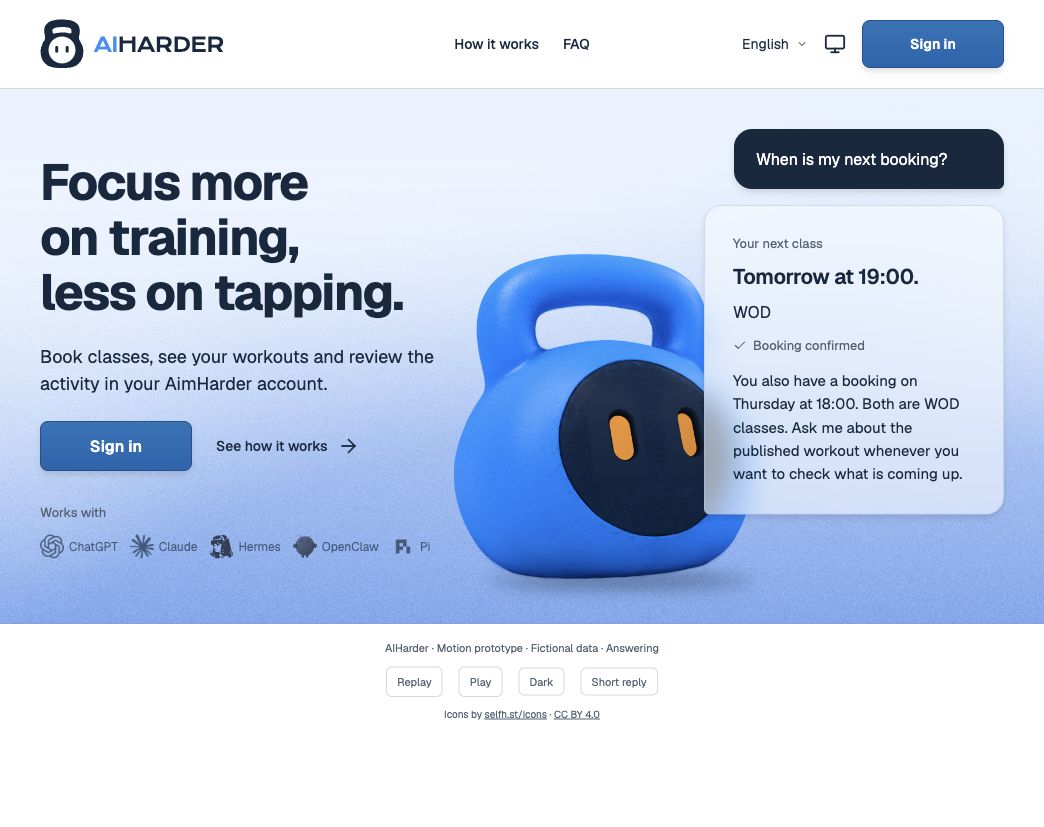 AIHARDER
How it works
FAQ
English
Sign in
Focus more
on training,
less on tapping.
Book classes, see your workouts and review the
activity in your AimHarder account.
Sign in
See how it works
Works with
ChatGPT
Claude
Hermes
OpenClaw
Pi
When is my next booking?
Your next class
Tomorrow at 19:00.
WOD
Booking confirmed
You also have a booking on
Thursday at 18:00. Both are WOD
classes. Ask me about the
published workout whenever you
want to check what is coming up.
AIHarder · Motion prototype · Fictional data · Answering
Replay
Play
Dark
Short reply
Icons by selfh.st/icons · CC BY 4.0